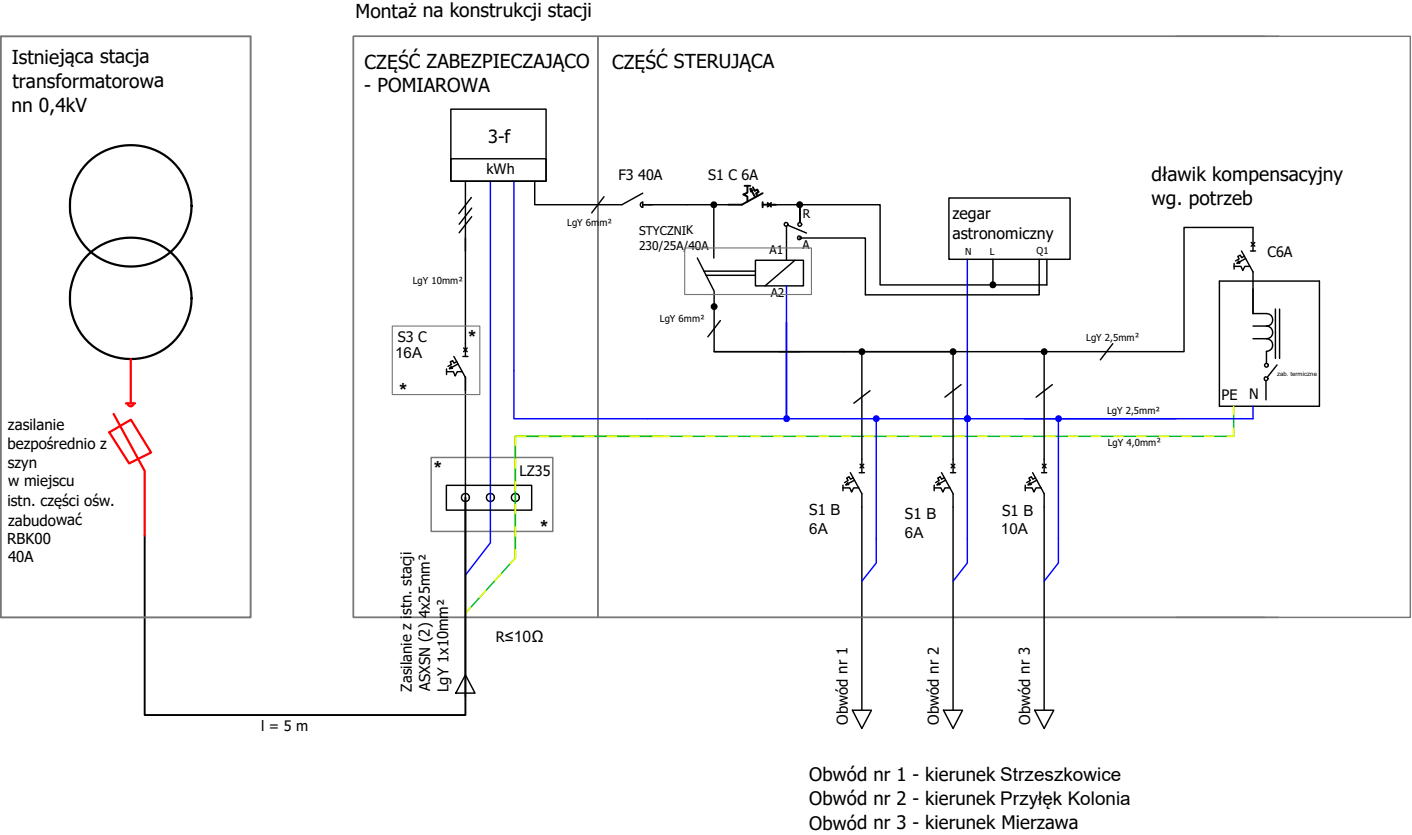 Montaż na konstrukcji stacji
Istniejąca stacja
transformatorowa
nn 0,4kV
zasilanie
bezpośrednio z
szyn
w miejscu
istn. części ośw.
zabudować
RBK00
40A
l = 5 m
CZĘŚĆ ZABEZPIECZAJĄCO
- POMIAROWA
3-f
kWh
LgY 10mm²
S3 C
16A
*
*
*
LZ35
*
Zasilanie z istn. stacji
ASXSN (2) 4x25mm²
LgY 1x10mm²
R≤10Ω
CZĘŚĆ STERUJĄCA
F3 40A
S1 C 6A
LgY 6mm²
STYCZNIK
230/25A/40A
R
A
A1
A2
LgY 6mm²
zegar
astronomiczny
N L Q1
dławik kompensacyjny
wg. potrzeb
C6A
LgY 2,5mm²
zab. termiczne
PE N
LgY 2,5mm²
LgY 4,0mm²
S1 B
6A
S1 B
6A
S1 B
10A
Obwód nr 1
Obwód nr 2
Obwód nr 3
Obwód nr 1 - kierunek Strzeszkowice
Obwód nr 2 - kierunek Przyłęk Kolonia
Obwód nr 3 - kierunek Mierzawa